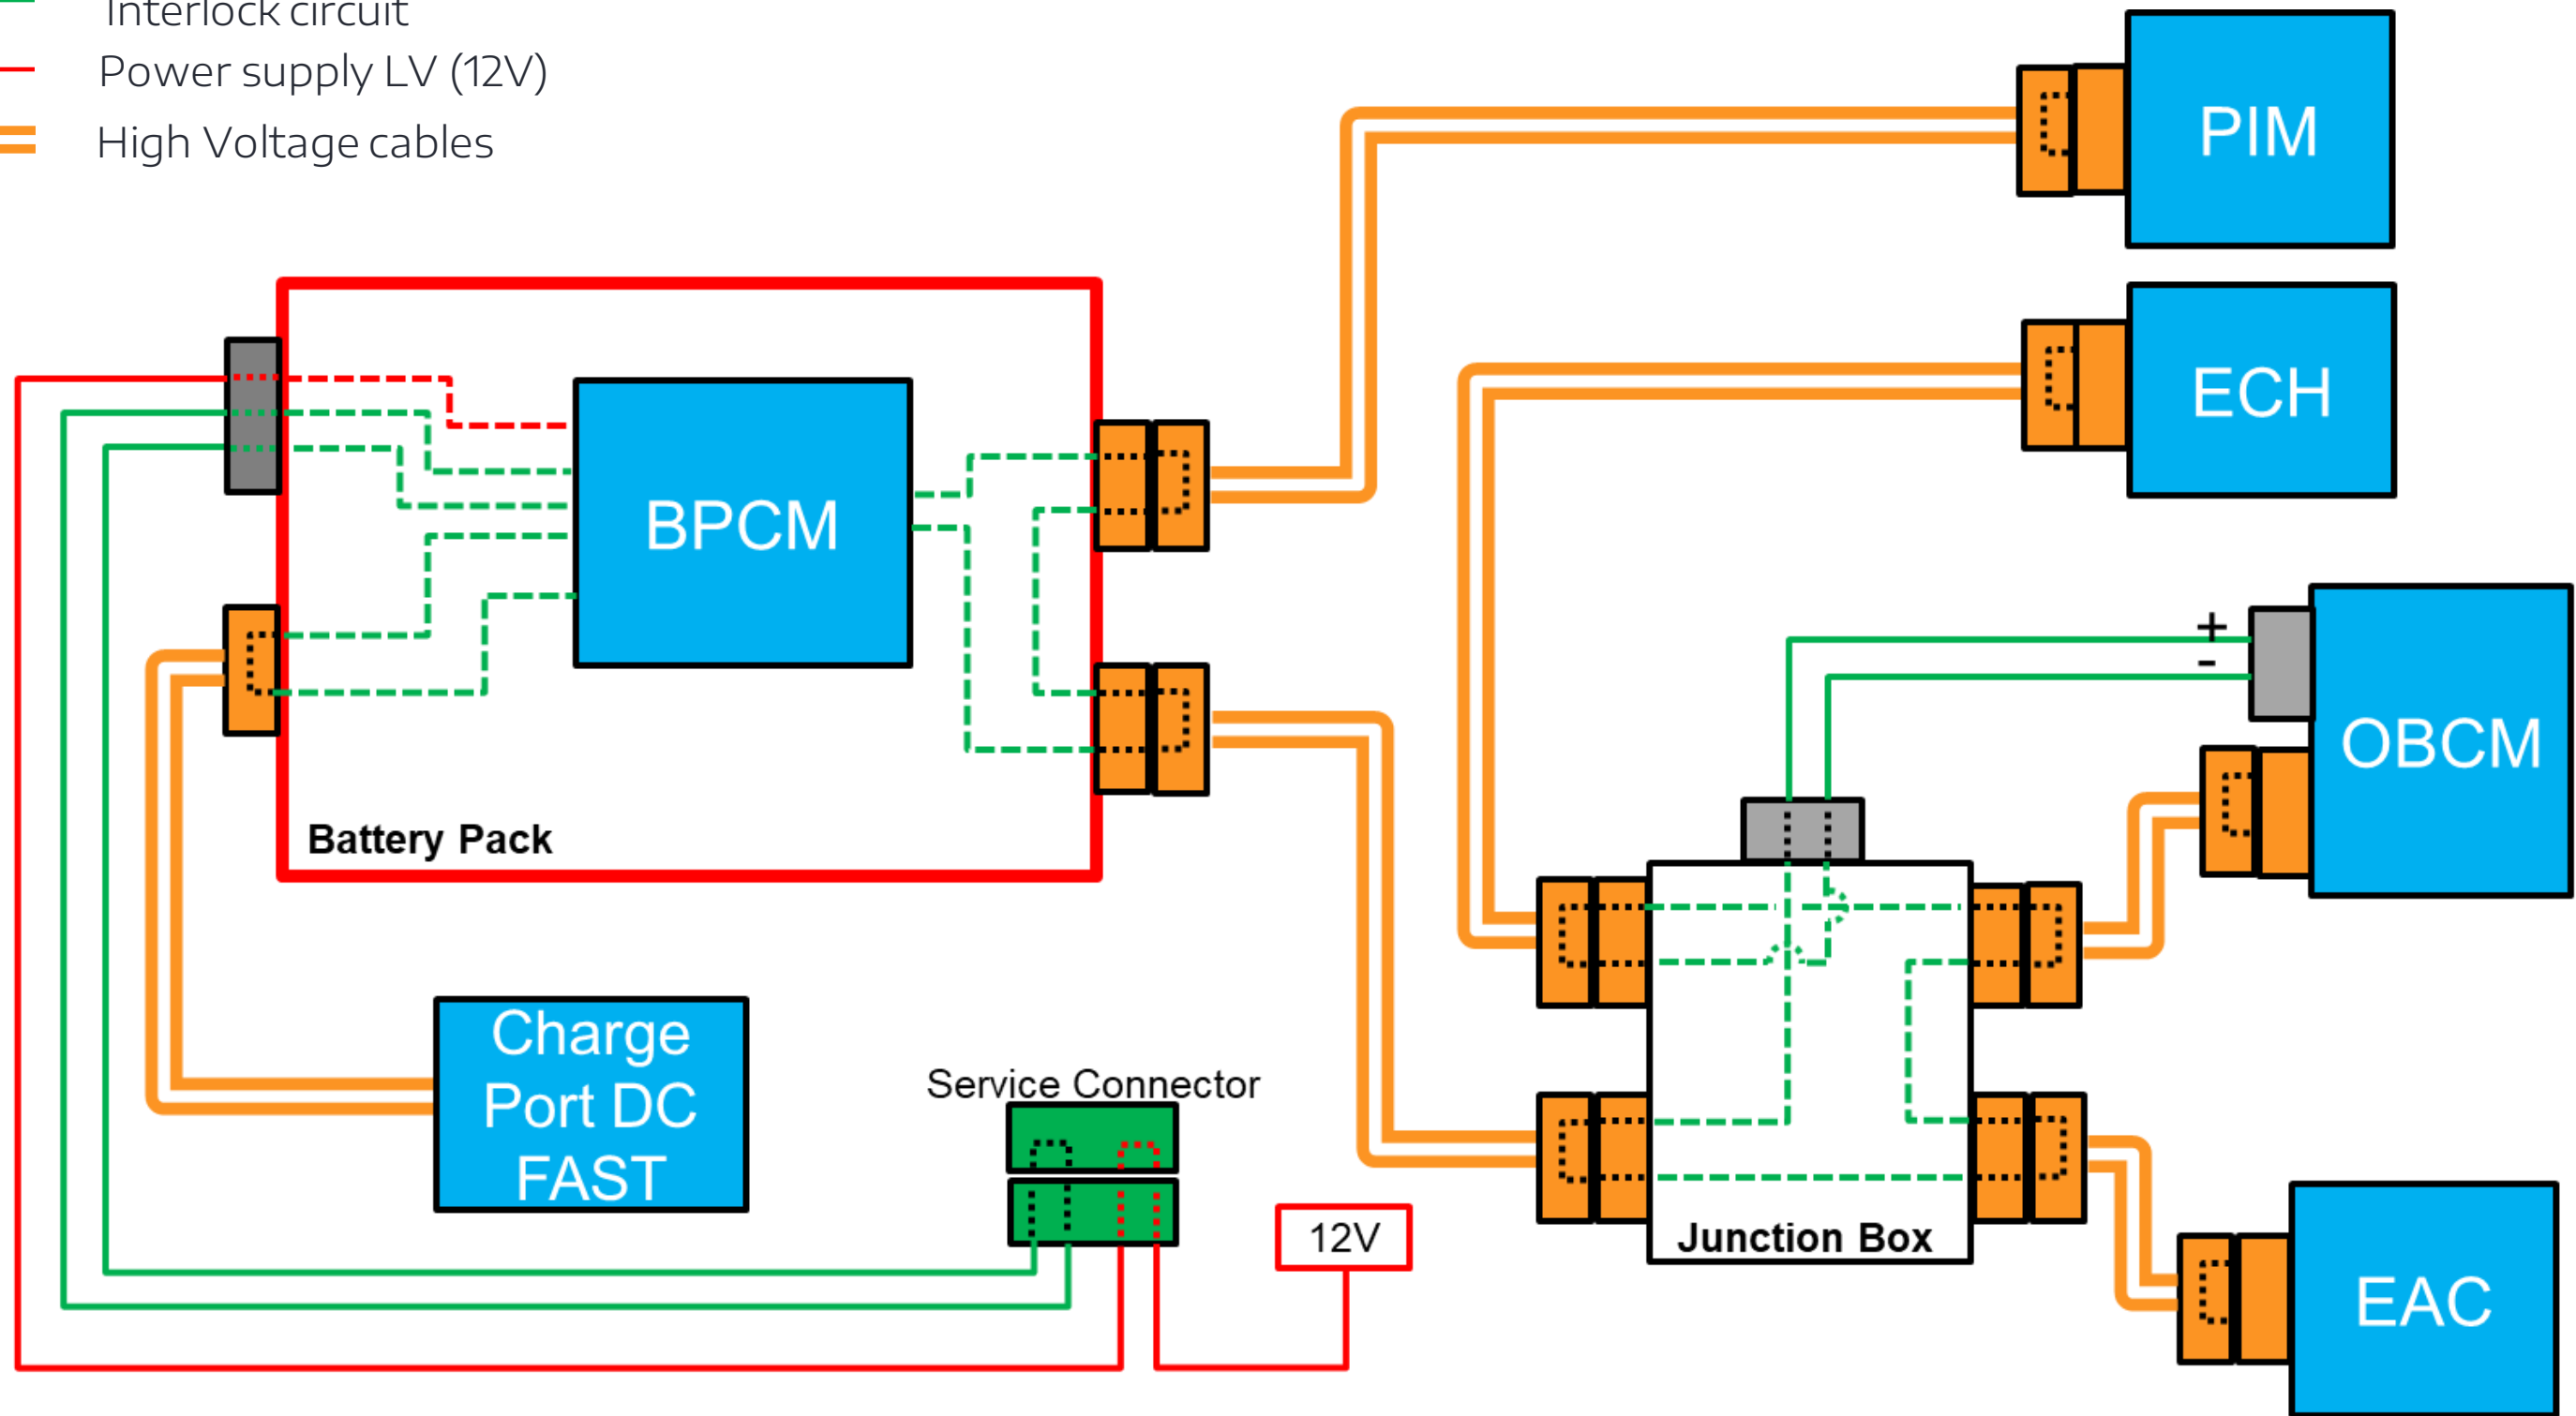 Interlock circuit
Power supply LV (12V)
High Voltage cables
PIM
ECH
BPCM
+
-
OBCM
Battery Pack
Charge
Port DC
FAST
Service Connector
12V
Junction Box
EAC